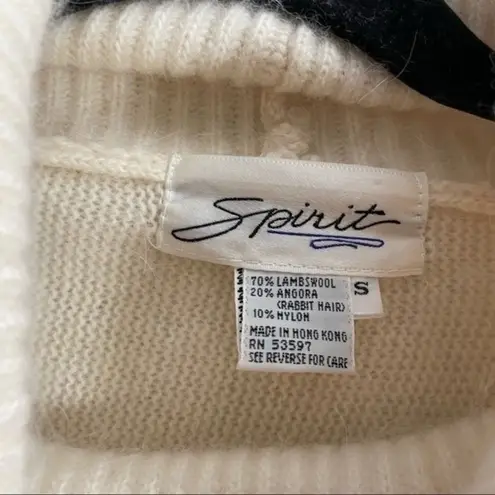 Spirit
70% LAMBSWOOL
20% ANGORA
(RABBIT HAIR)
10% NYLON
MADE IN HONG KONG
RN 53597
SEE REVERSE FOR CARE
S